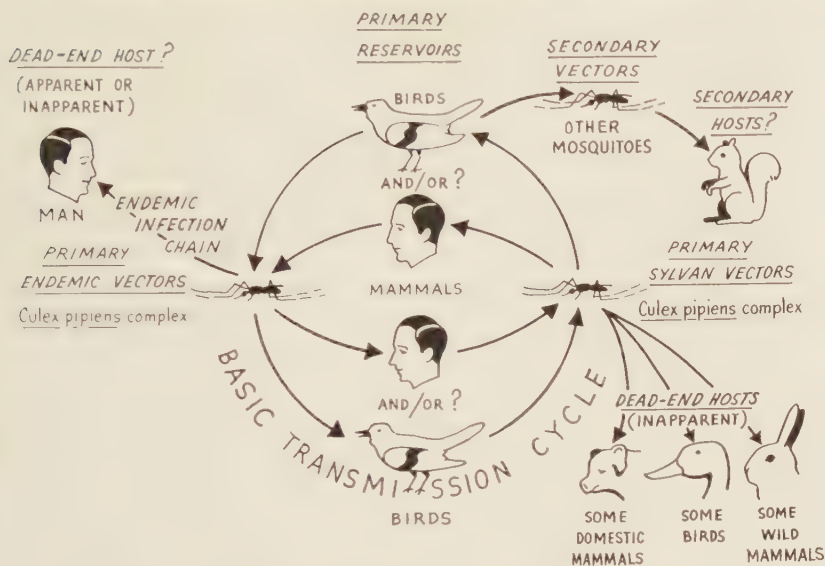 PRIMARY
RESERVOIRS
DEAD-END HOST?
(APPARENT OR
INAPPARENT)
MAN
ENDEMIC
INFECTION
CHAIN
BIRDS
AND/OR?
SECONDARY
VECTORS
OTHER
MOSQUITOES
SECONDARY
HOSTS?
PRIMARY
ENDEMIC VECTORS
Culex pipiens complex
MAMMALS
PRIMARY
SYLVAN VECTORS
Culex pipiens complex
AND/OR?
BIRDS
BASIC TRANSMISSION CYCLE
DEAD-END HOSTS
(INAPPARENT)
SOME
DOMESTIC
MAMMALS
SOME
BIRDS
SOME
WILD
MAMMALS